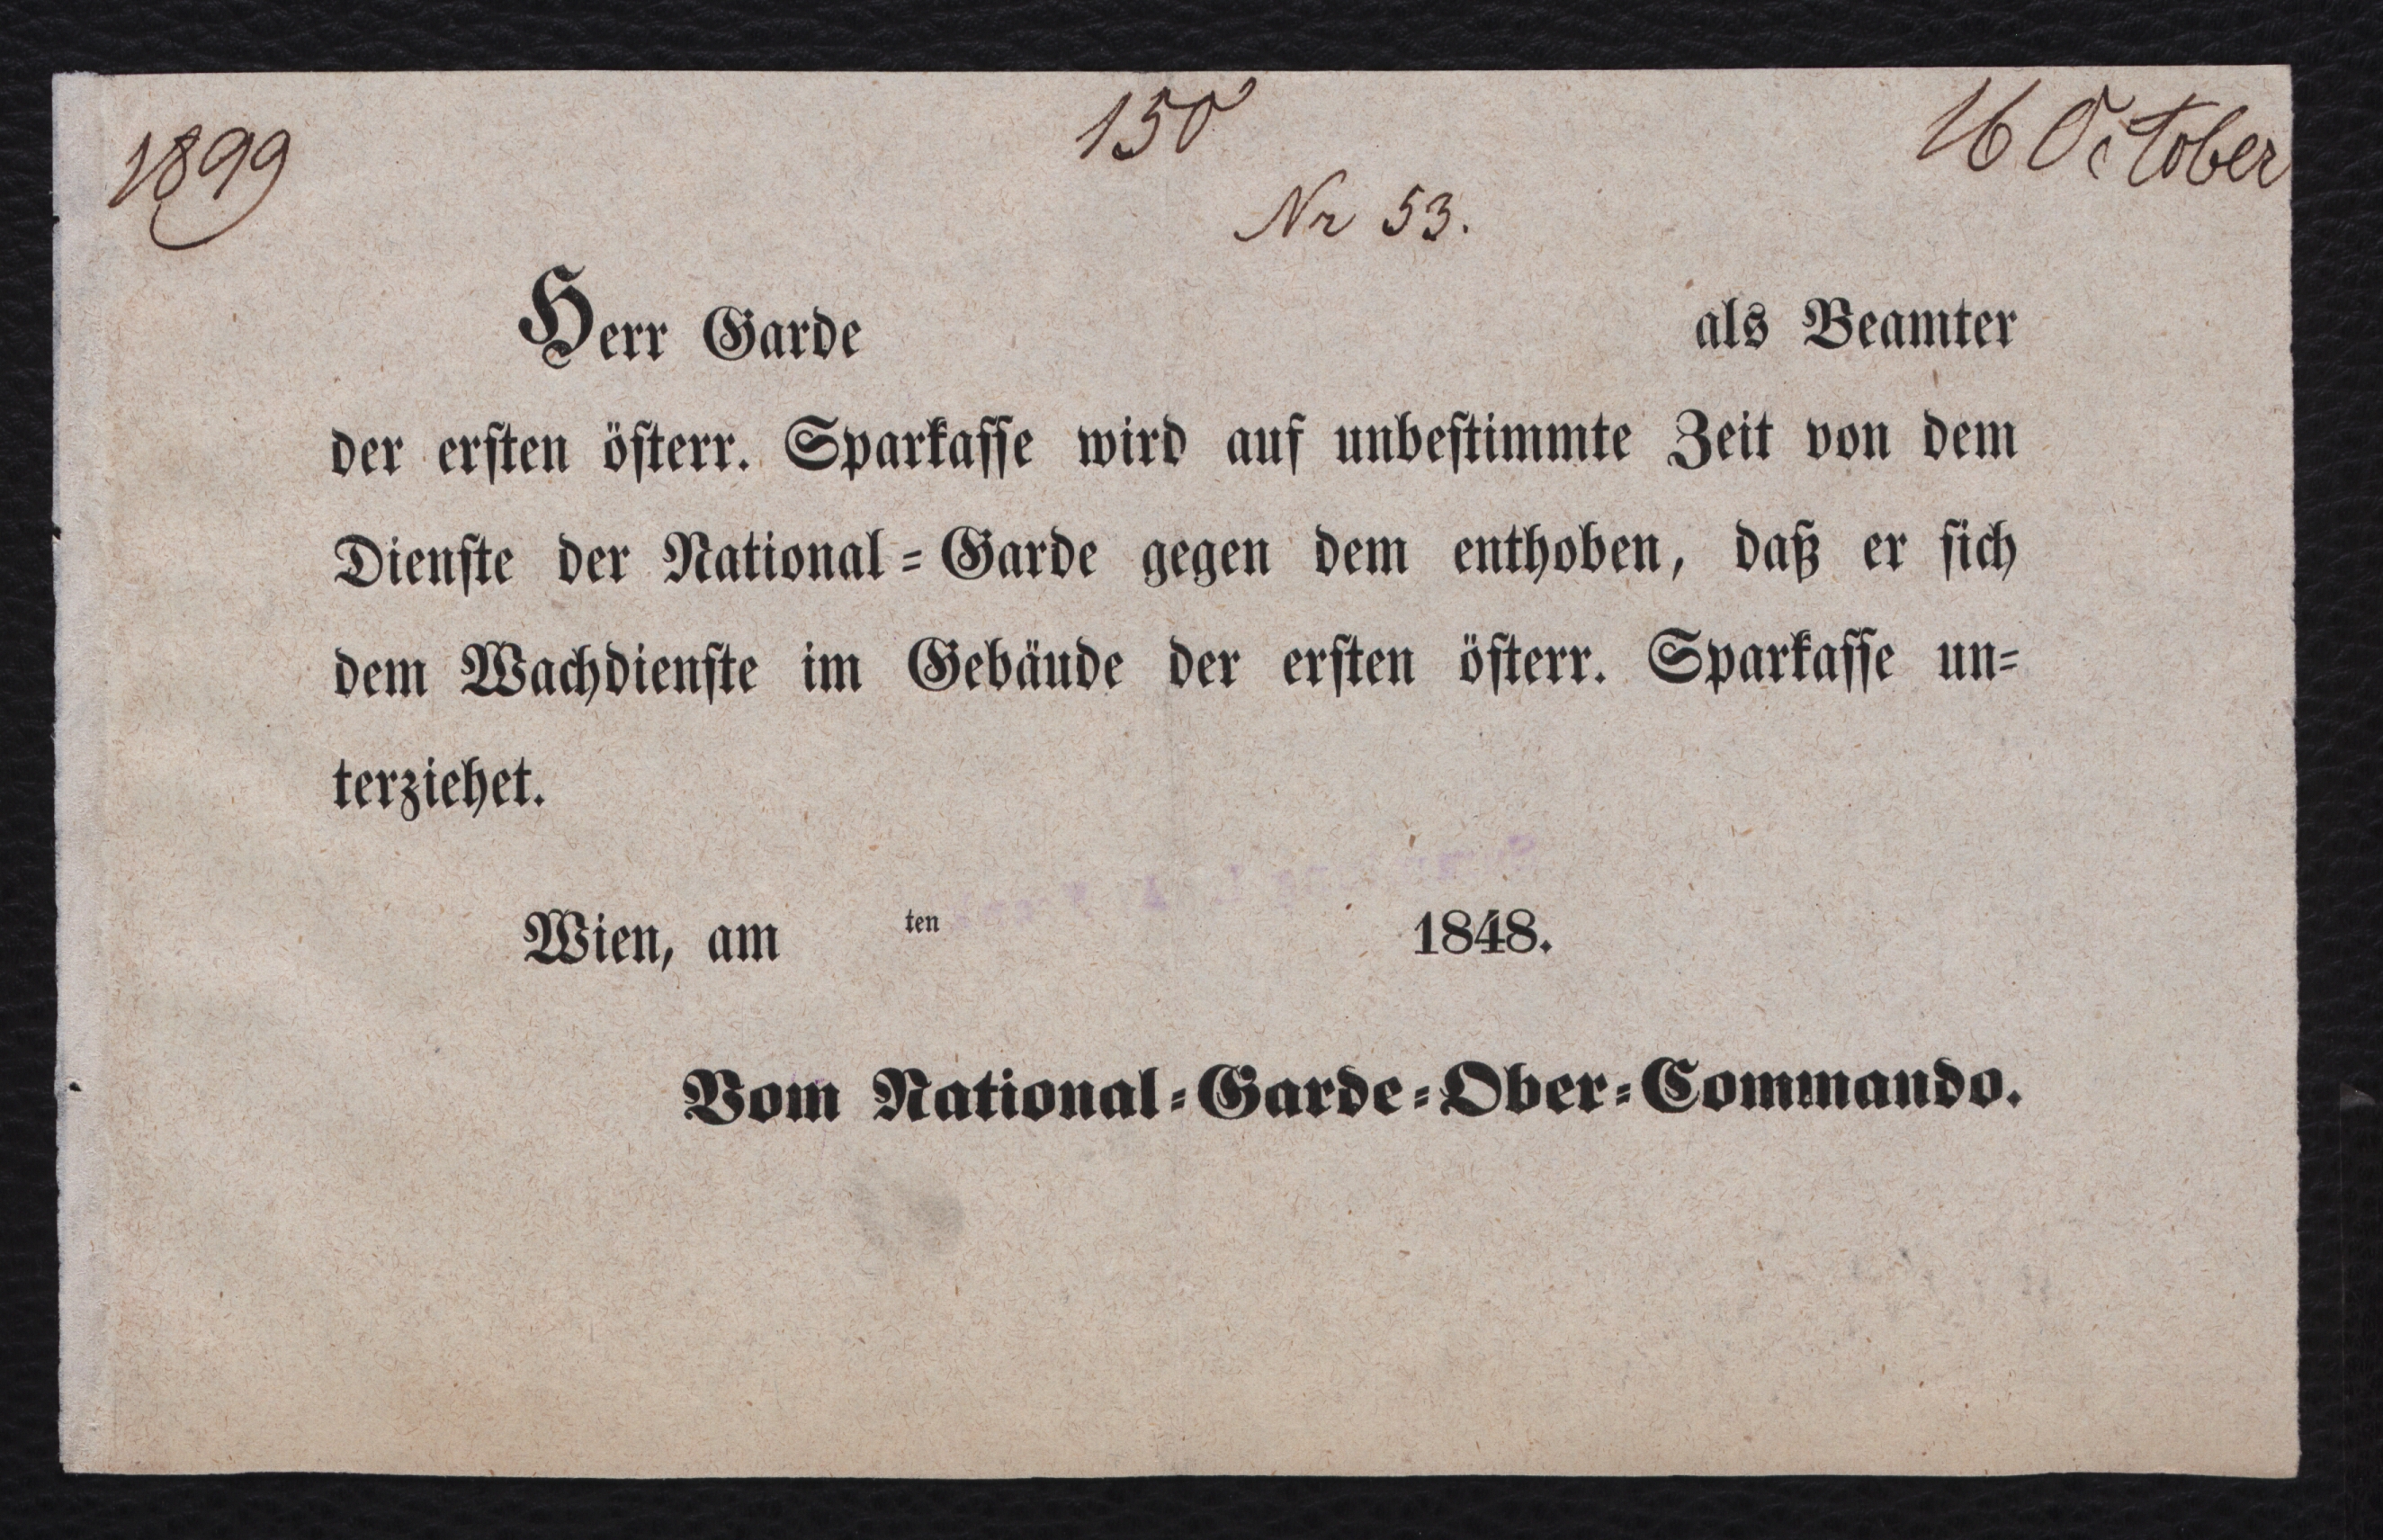 1899
150
16 October
Nr 53.
Herr Garde als Beamter
der ersten österr. Sparkasse wird auf unbestimmte Zeit von dem
Dienste der National-Garde gegen dem enthoben, daß er sich
dem Wachdienste im Gebäude der ersten österr. Sparkasse un-
terziehet.
Wien, am ten 1848.
Vom National-Garde-Ober-Commando.